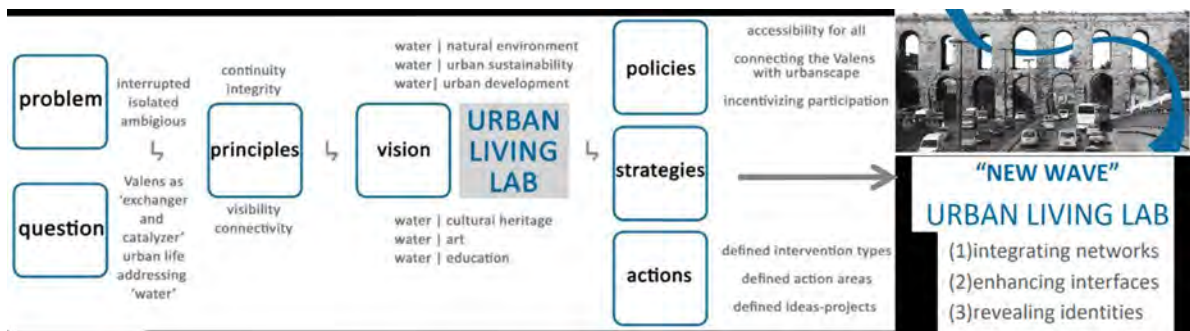 problem
interrupted
isolated
ambigious
question
Valens as
‘exchanger
and
catalyzer’
urban life
addressing
‘water’
continuity
integrity
principles
visibility
connectivity
water | natural environment
water | urban sustainability
water| urban development
vision
URBAN
LIVING
LAB
water | cultural heritage
water | art
water | education
policies
accessibility for all
connecting the Valens
with urbanscape
incentivizing participation
strategies
actions
defined intervention types
defined action areas
defined ideas-projects
“NEW WAVE”
URBAN LIVING LAB
(1)integrating networks
(2)enhancing interfaces
(3)revealing identities